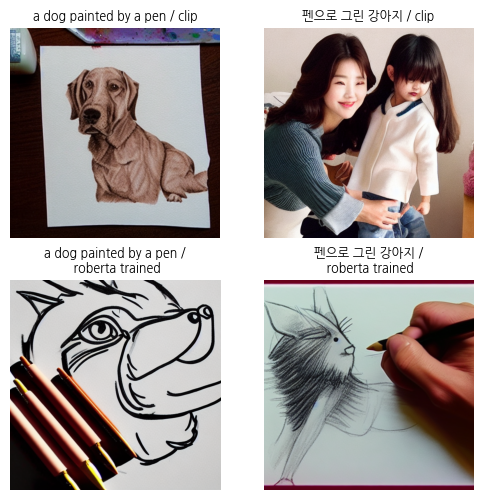 a dog painted by a pen / clip
펜으로 그린 강아지 / clip
a dog painted by a pen /
roberta trained
펜으로 그린 강아지 /
roberta trained